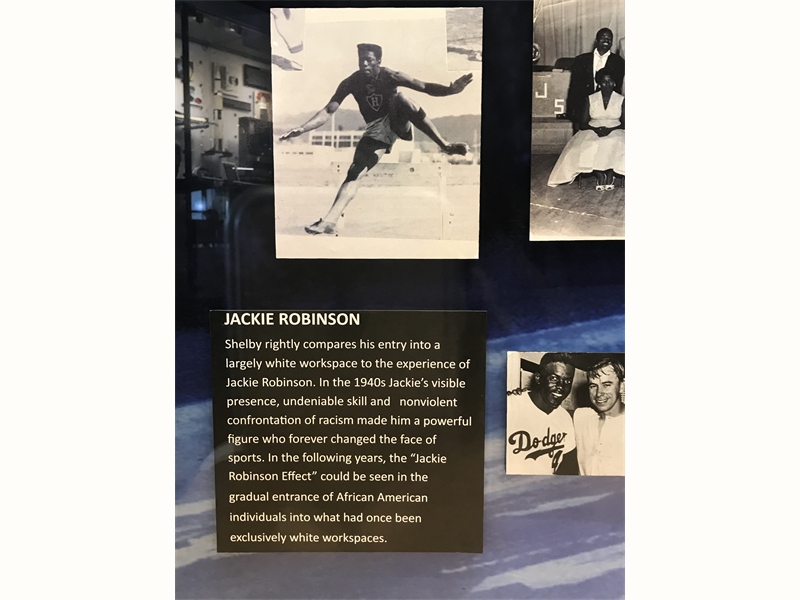 H
J
S
JACKIE ROBINSON
Shelby rightly compares his entry into a
largely white workspace to the experience of
Jackie Robinson. In the 1940s Jackie's visible
presence, undeniable skill and nonviolent
confrontation of racism made him a powerful
figure who forever changed the face of
sports. In the following years, the "Jackie
Robinson Effect" could be seen in the
gradual entrance of African American
individuals into what had once been
exclusively white workspaces.
Dodge
4